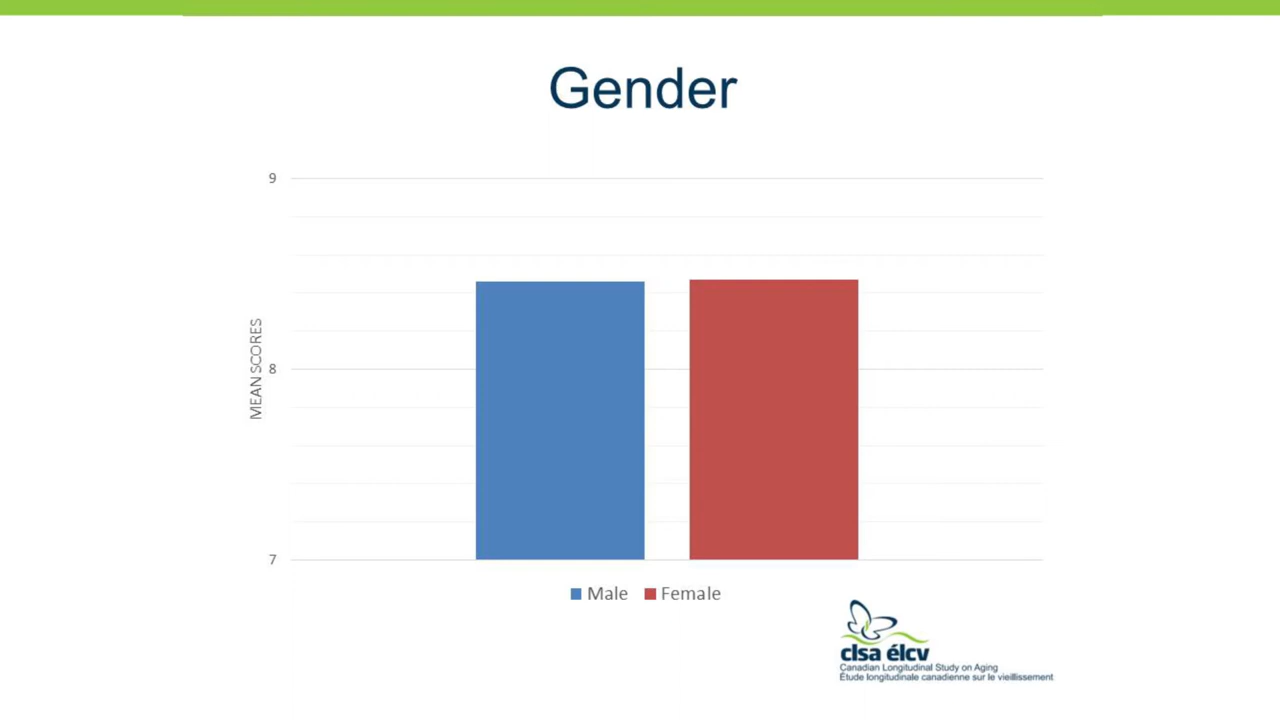 Gender
9
8
7
MEAN SCORES
Male Female
clsa élcv
Canadian Longitudinal Study on Aging
Étude longitudinale canadienne sur le vieillissement